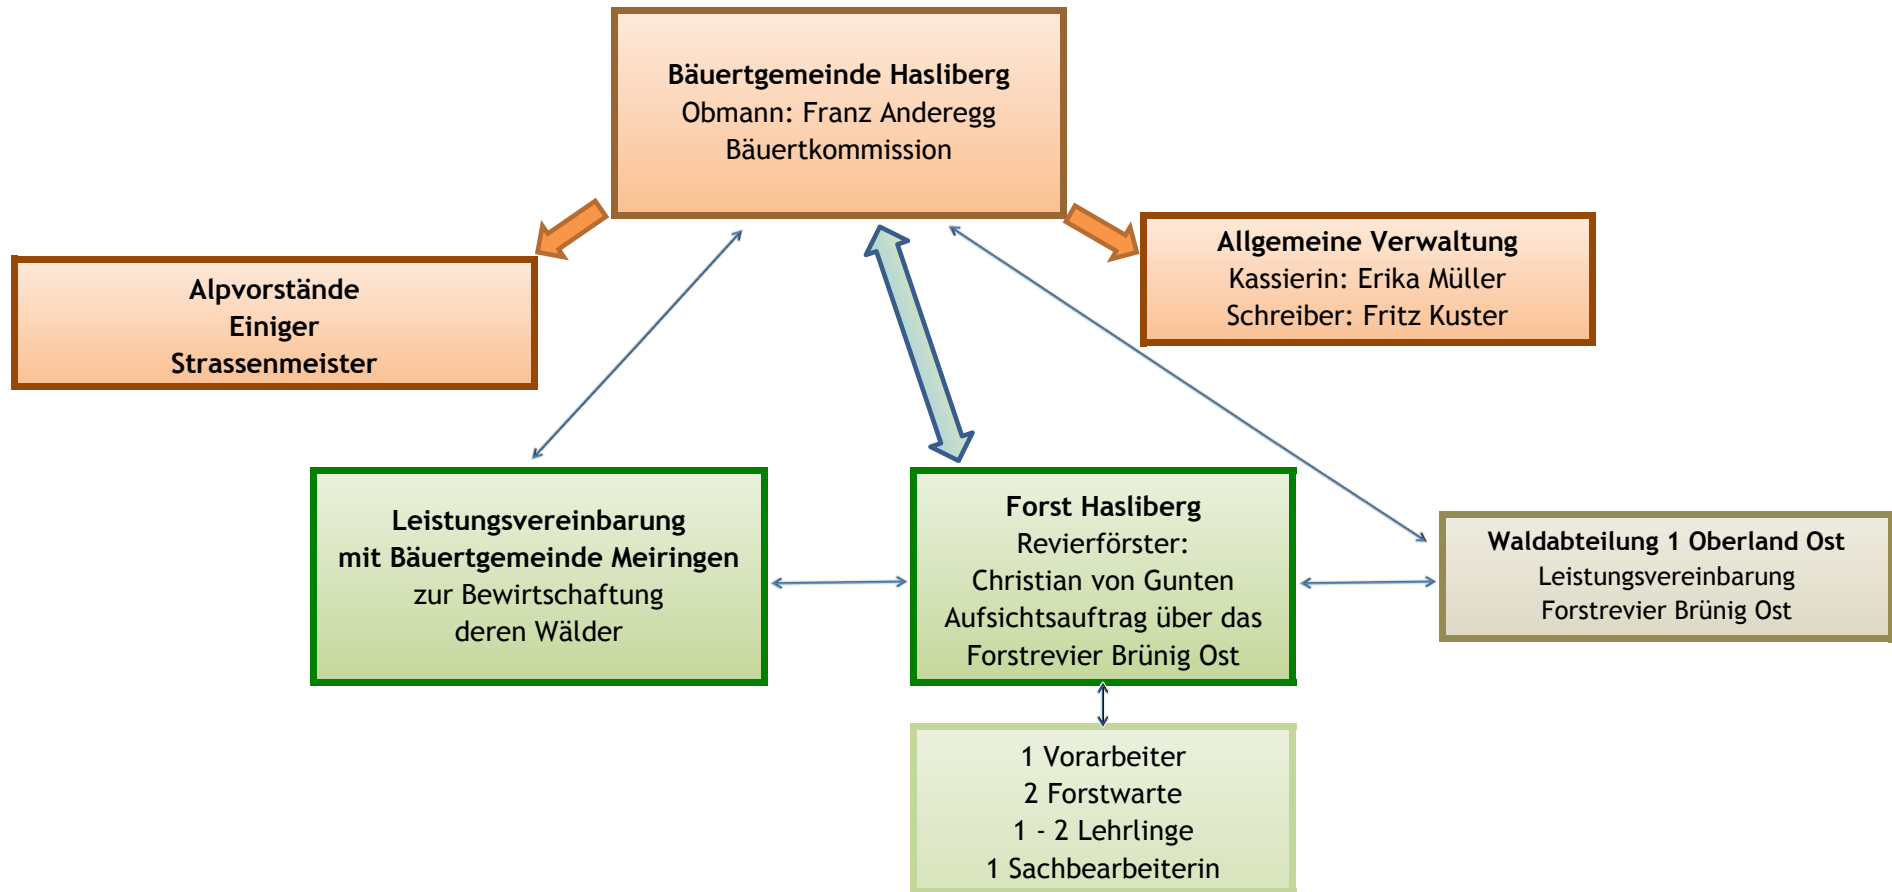 Bäuertgemeinde Hasliberg
Obmann: Franz Anderegg
Bäuertkommission
Allgemeine Verwaltung
Kassierin: Erika Müller
Schreiber: Fritz Kuster
Alpvorstände
Einiger
Strassenmeister
Leistungsvereinbarung
mit Bäuertgemeinde Meiringen
zur Bewirtschaftung
deren Wälder
Forst Hasliberg
Revierförster:
Christian von Gunten
Aufsichtsauftrag über das
Forstrevier Brünig Ost
Waldabteilung 1 Oberland Ost
Leistungsvereinbarung
Forstrevier Brünig Ost
1 Vorarbeiter
2 Forstwarte
1 - 2 Lehrlinge
1 Sachbearbeiterin